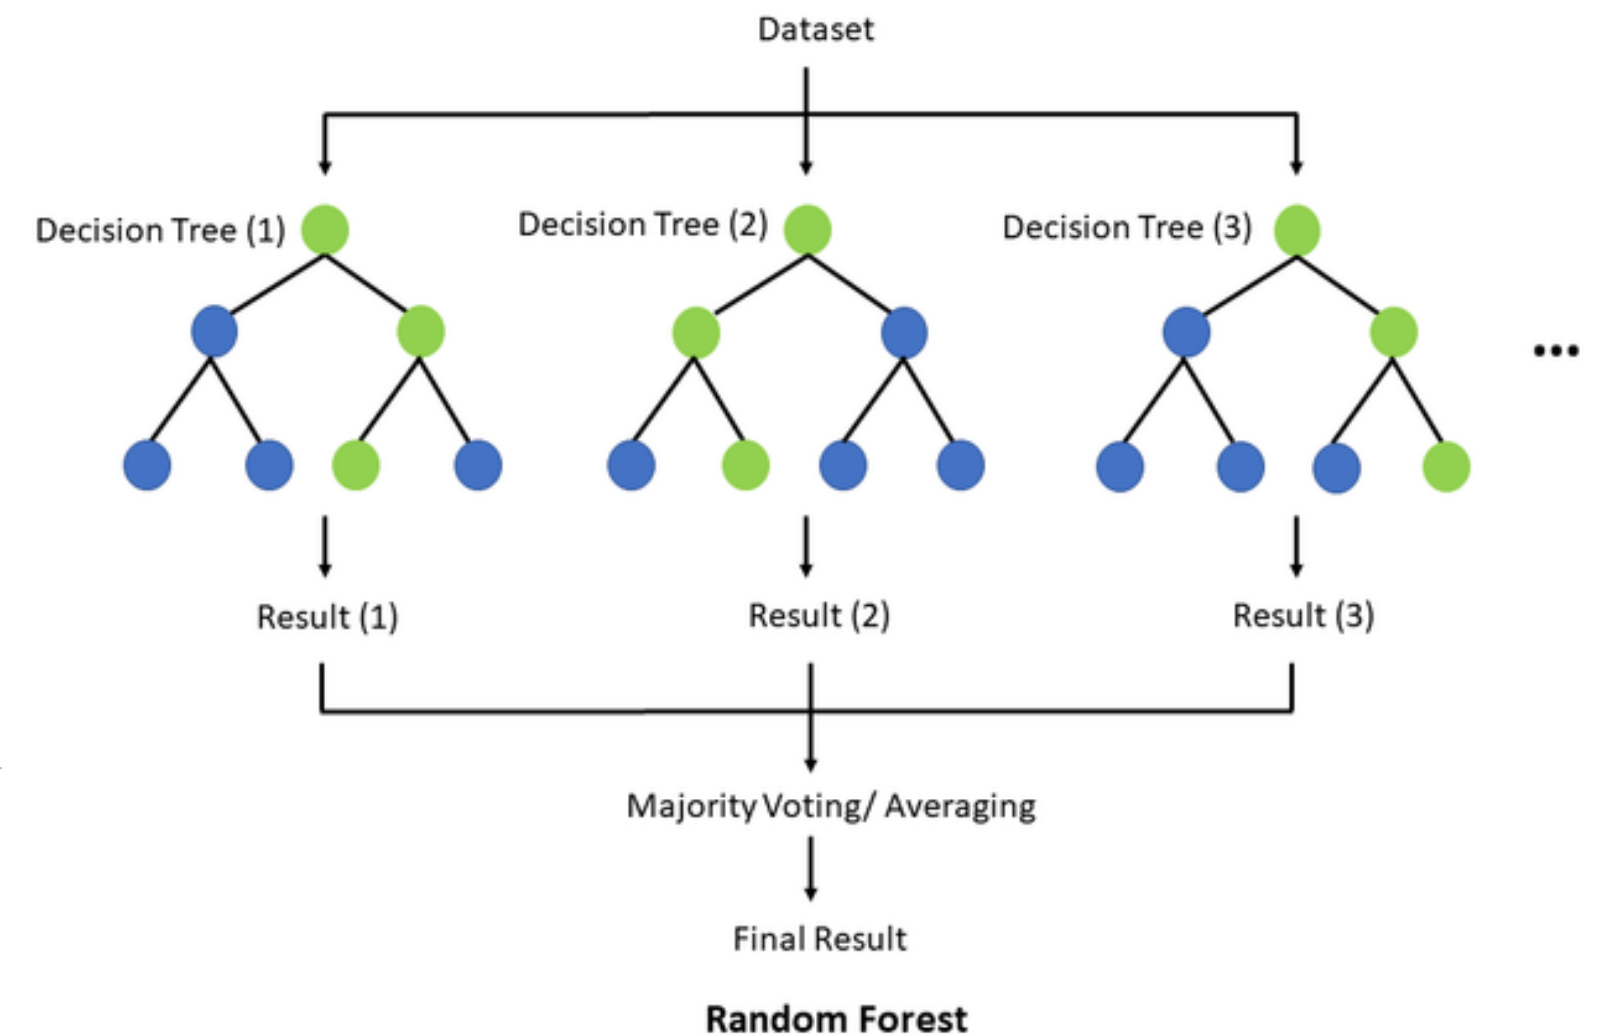 Dataset
Decision Tree (1)
Decision Tree (2)
Decision Tree (3)
...
Result (1)
Result (2)
Result (3)
Majority Voting/ Averaging
Final Result
Random Forest